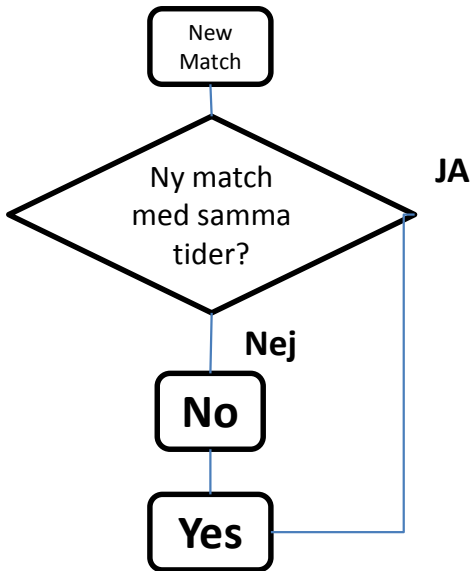 New
Match
JA
Ny match
med samma
tider?
Nej
No
Yes